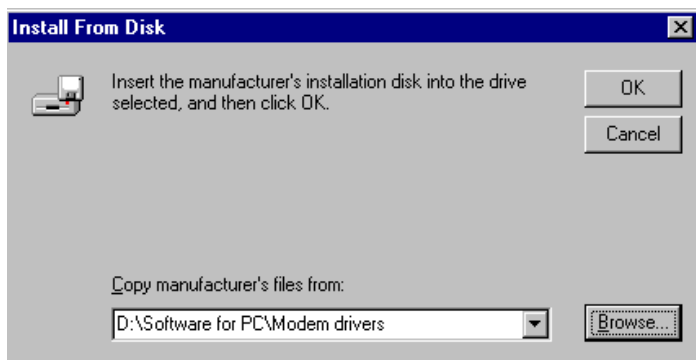 Install From Disk
Insert the manufacturer's installation disk into the drive
selected, and then click OK.
OK
Cancel
Copy manufacturer's files from:
D:\Software for PC\Modem drivers
Browse...